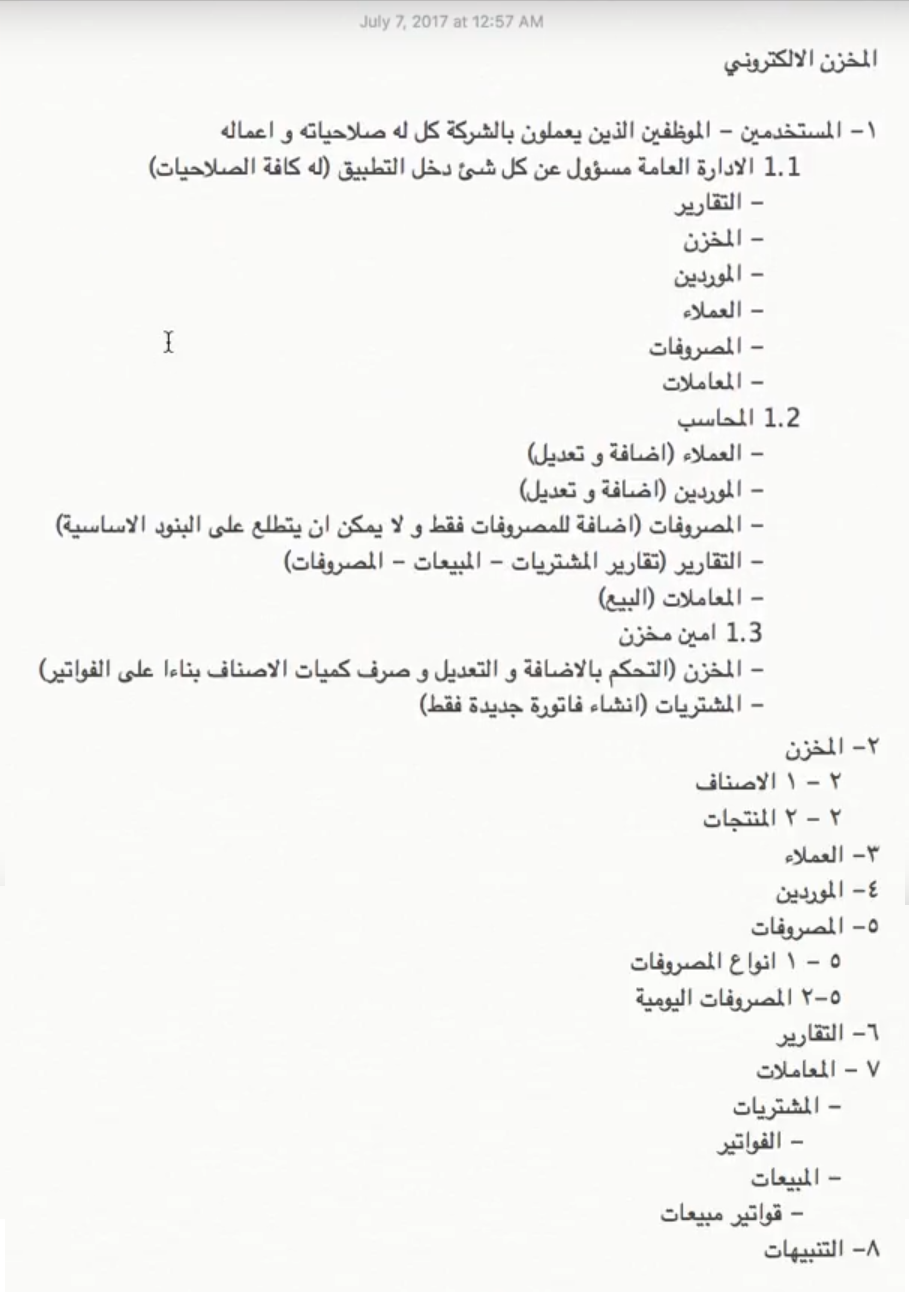 July 7, 2017 at 12:57 AM
المخزن الالكتروني
١- المستخدمين - الموظفين الذين يعملون بالشركة كل له صلاحياته و اعماله
1.1 الادارة العامة مسؤول عن كل شئ دخل التطبيق (له كافة الصلاحيات)
- التقارير
- المخزن
- الموردين
- العملاء
- المصروفات
- المعاملات
1.2 المحاسب
- العملاء (اضافة و تعديل)
- الموردين (اضافة و تعديل)
- المصروفات (اضافة للمصروفات فقط و لا يمكن ان يتطلع على البنود الاساسية)
- التقارير (تقارير المشتريات - المبيعات - المصروفات)
- المعاملات (البيع)
1.3 امين مخزن
- المخزن (التحكم بالاضافة و التعديل و صرف كميات الاصناف بناءا على الفواتير)
- المشتريات (انشاء فاتورة جديدة فقط)
٢- المخزن
٢ - ١ الاصناف
٢ - ٢ المنتجات
٣- العملاء
٤- الموردين
٥- المصروفات
٥ - ١ انواع المصروفات
٥-٢ المصروفات اليومية
٦- التقارير
٧ - المعاملات
- المشتريات
- الفواتير
- المبيعات
- قواتير مبيعات
٨- التنبيهات